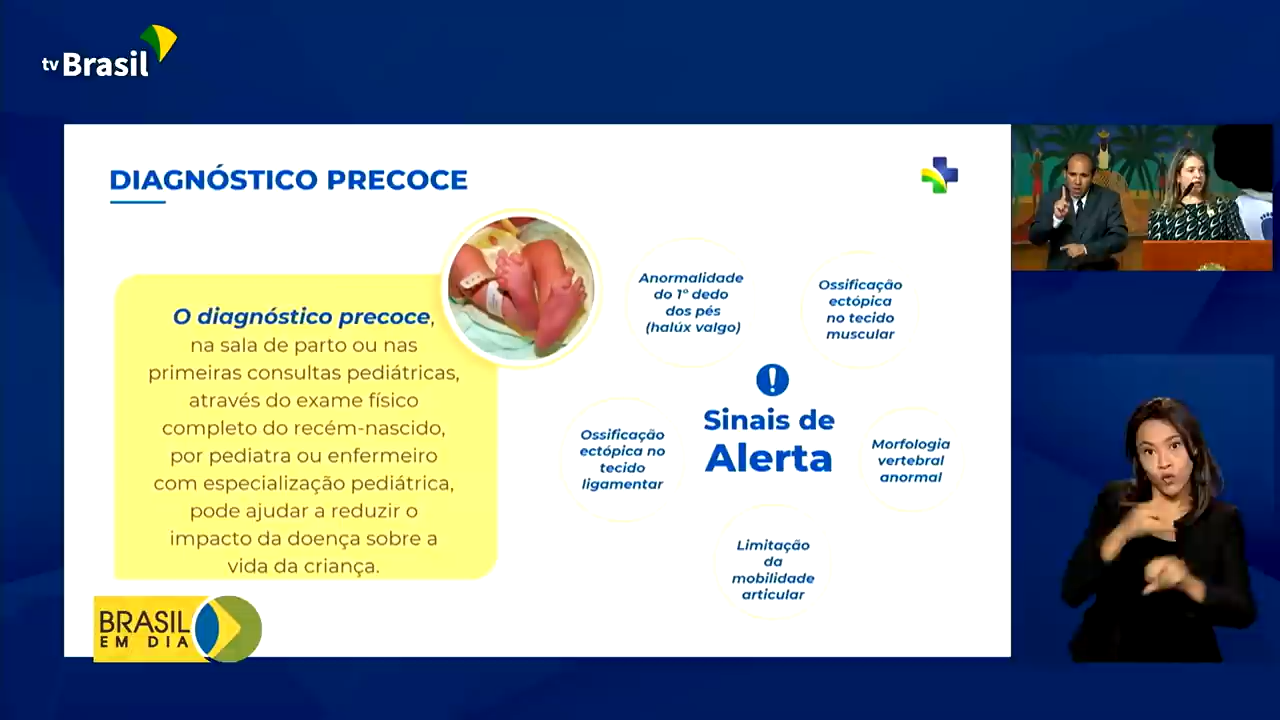 tv Brasil
DIAGNÓSTICO PRECOCE
O diagnóstico precoce,
na sala de parto ou nas
primeiras consultas pediátricas,
através do exame físico
completo do recém-nascido,
por pediatra ou enfermeiro
com especialização pediátrica,
pode ajudar a reduzir o
impacto da doença sobre a
vida da criança.
Anormalidade
do 1º dedo
dos pés
(halúx valgo)
Ossificação
ectópica
no tecido
muscular
!
Sinais de
Alerta
Ossificação
ectópica no
tecido
ligamentar
Morfologia
vertebral
anormal
Limitação
da
mobilidade
articular
BRASIL
EM DIA